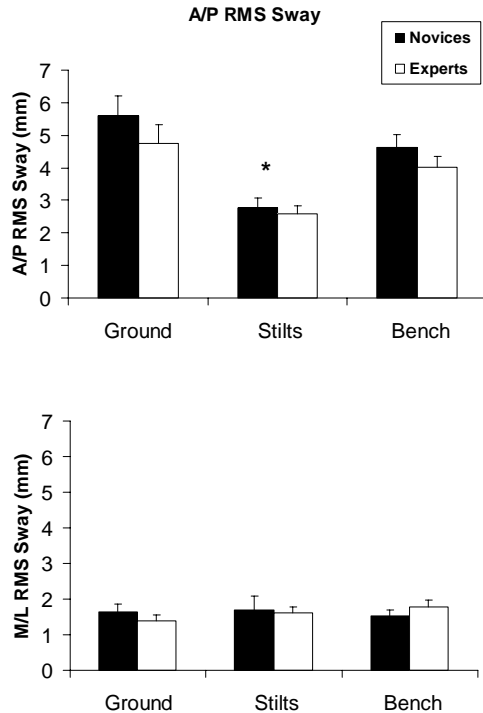 A/P RMS Sway
Novices
Experts
A/P RMS Sway (mm)
7
6
5
4
3
2
1
0
*
Ground Stilts Bench
M/L RMS Sway (mm)
7
6
5
4
3
2
1
0
Ground Stilts Bench